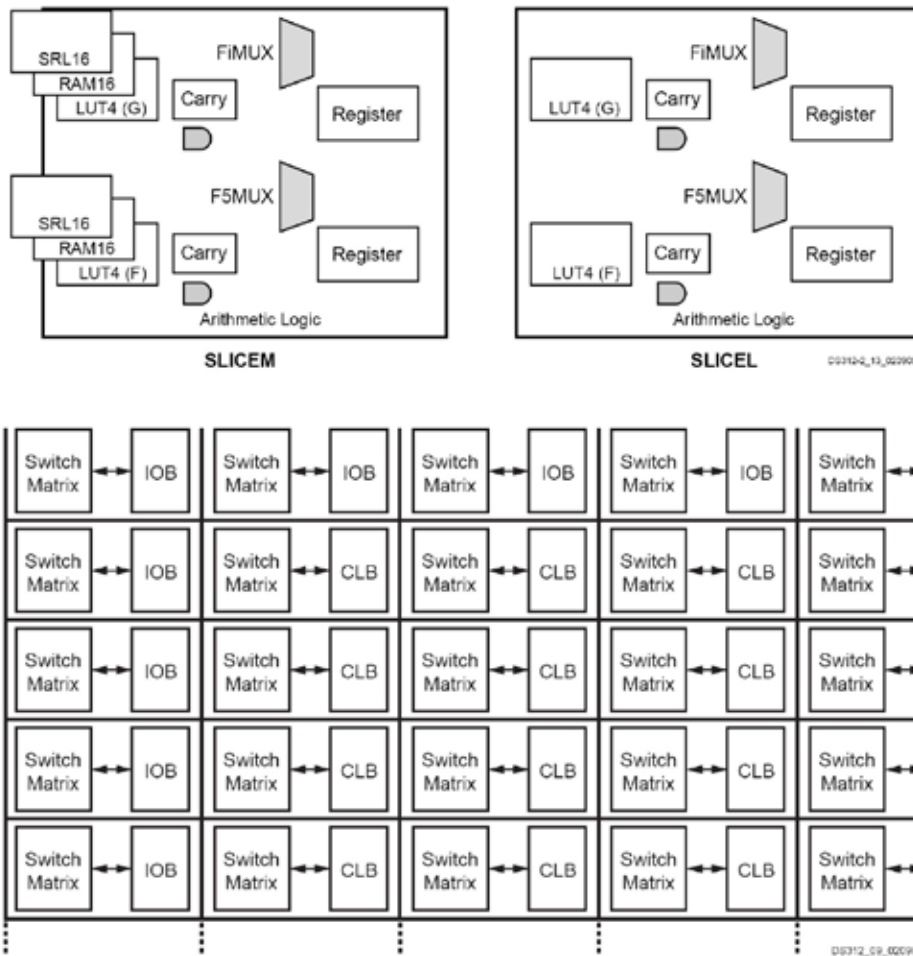 SRL16
RAM16
LUT4 (G)
Carry
FiMUX
Register
SRL16
RAM16
LUT4 (F)
Carry
F5MUX
Register
Arithmetic Logic
SLICEM
LUT4 (G)
Carry
FiMUX
Register
LUT4 (F)
Carry
F5MUX
Register
Arithmetic Logic
SLICEL
Switch
Matrix
IOB
Switch
Matrix
IOB
Switch
Matrix
IOB
Switch
Matrix
IOB
Switch
Matrix
Switch
Matrix
IOB
Switch
Matrix
CLB
Switch
Matrix
CLB
Switch
Matrix
CLB
Switch
Matrix
Switch
Matrix
IOB
Switch
Matrix
CLB
Switch
Matrix
CLB
Switch
Matrix
CLB
Switch
Matrix
Switch
Matrix
IOB
Switch
Matrix
CLB
Switch
Matrix
CLB
Switch
Matrix
CLB
Switch
Matrix
Switch
Matrix
IOB
Switch
Matrix
CLB
Switch
Matrix
CLB
Switch
Matrix
CLB
Switch
Matrix